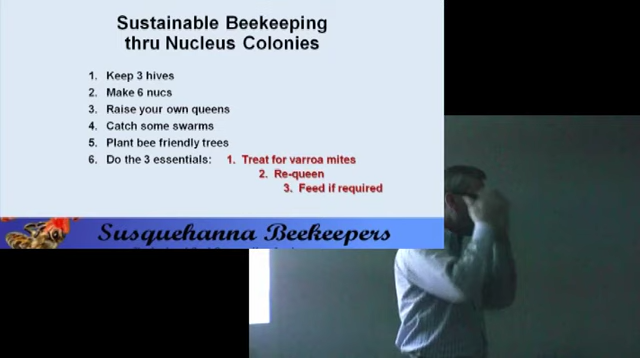 Sustainable Beekeeping
thru Nucleus Colonies
1. Keep 3 hives
2. Make 6 nucs
3. Raise your own queens
4. Catch some swarms
5. Plant bee friendly trees
6. Do the 3 essentials: 1. Treat for varroa mites
2. Re-queen
3. Feed if required
Susquehanna Beekeepers